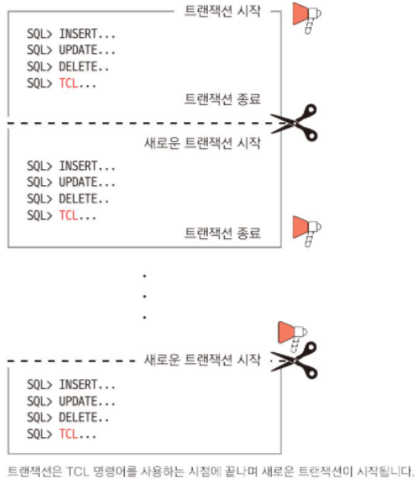 트랜잭션 시작
SQL> INSERT...
SQL> UPDATE...
SQL> DELETE..
SQL> TCL...
트랜잭션 종료
새로운 트랜잭션 시작
SQL> INSERT...
SQL> UPDATE...
SQL> DELETE..
SQL> TCL...
트랜잭션 종료
.
.
.
새로운 트랜잭션 시작
SQL> INSERT...
SQL> UPDATE...
SQL> DELETE..
SQL> TCL...
트랜잭션은 TCL 명령어를 사용하는 시점에 끝나며 새로운 트랜잭션이 시작됩니다.